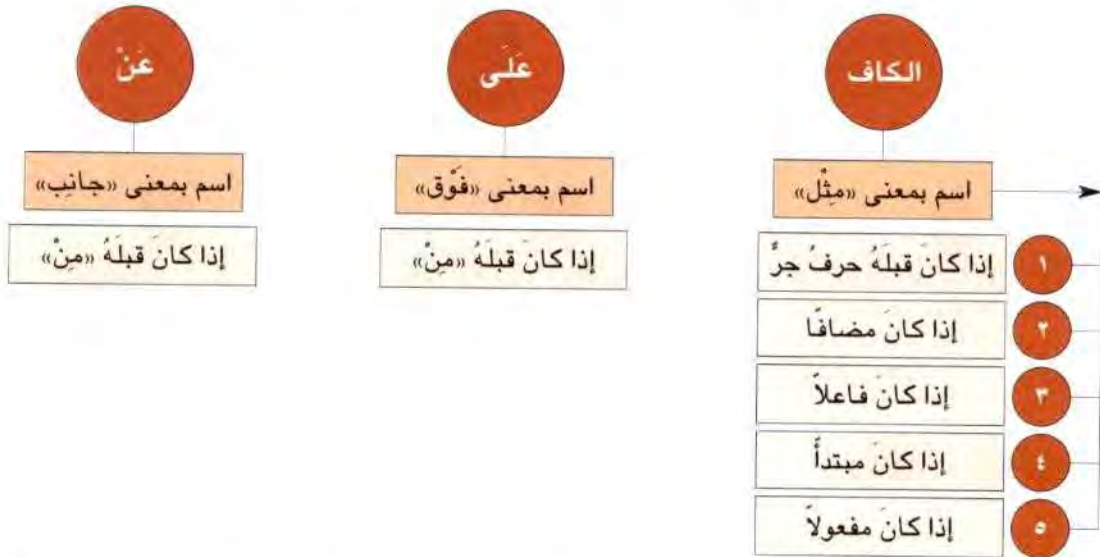 الكاف
عَلَى
عَنْ
اسم بمعنى «مِثْل»
اسم بمعنى «فَوْق»
اسم بمعنى «جانِب»
١ إذا كانَ قبلَهُ حرفُ جرٍّ
إذا كانَ قبلَهُ «مِنْ»
إذا كانَ قبلَهُ «مِنْ»
٢ إذا كانَ مضافًا
٣ إذا كانَ فاعلاً
٤ إذا كانَ مبتدأً
٥ إذا كانَ مفعولاً